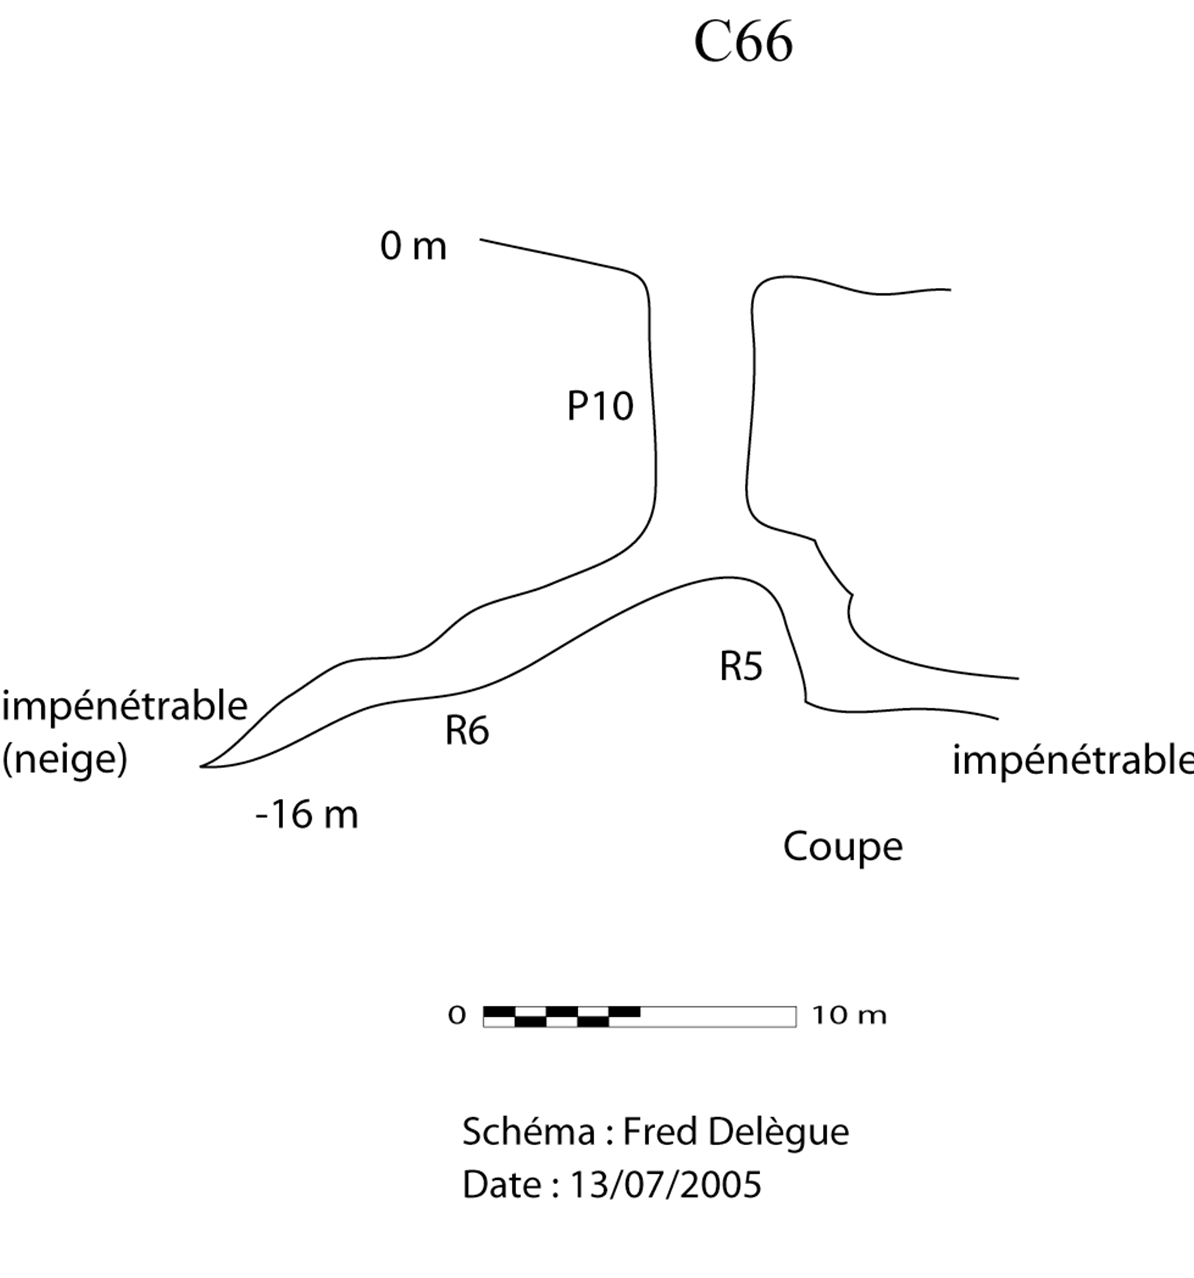 C66
0 m
P10
R5
impénétrable
(neige)
R6
impénétrable
-16 m
Coupe
0
10 m
Schéma : Fred Delègue
Date : 13/07/2005